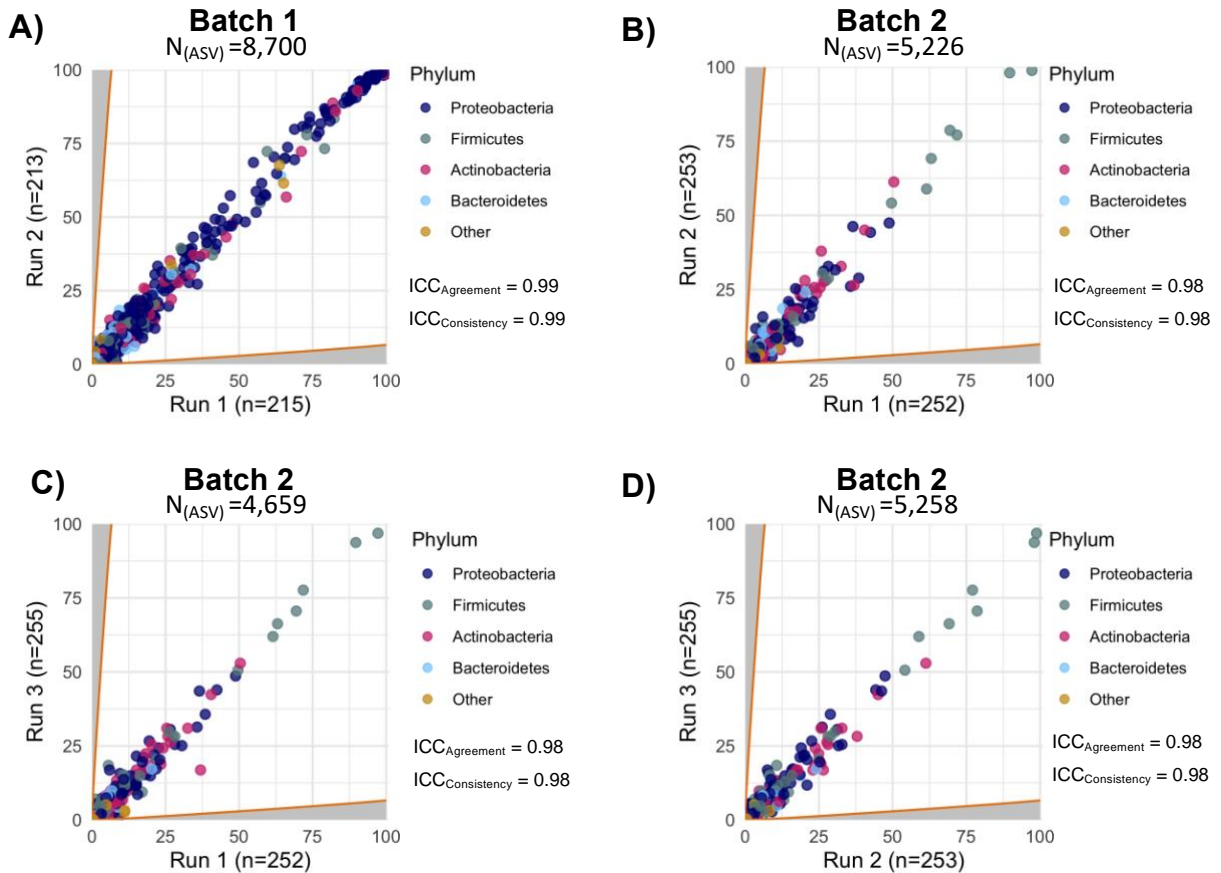 A)
Batch 1
N(ASV) =8,700
100
75
50
25
0
0 25 50 75 100
Run 2 (n=213)
Run 1 (n=215)
Phylum
Proteobacteria
Firmicutes
Actinobacteria
Bacteroidetes
Other
ICCAgreement = 0.99
ICCConsistency = 0.99
B)
Batch 2
N(ASV) =5,226
100
75
50
25
0
0 25 50 75 100
Run 2 (n=253)
Run 1 (n=252)
Phylum
Proteobacteria
Firmicutes
Actinobacteria
Bacteroidetes
Other
ICCAgreement = 0.98
ICCConsistency = 0.98
C)
Batch 2
N(ASV) =4,659
100
75
50
25
0
0 25 50 75 100
Run 3 (n=255)
Run 1 (n=252)
Phylum
Proteobacteria
Firmicutes
Actinobacteria
Bacteroidetes
Other
ICCAgreement = 0.98
ICCConsistency = 0.98
D)
Batch 2
N(ASV) =5,258
100
75
50
25
0
0 25 50 75 100
Run 3 (n=255)
Run 2 (n=253)
Phylum
Proteobacteria
Firmicutes
Actinobacteria
Bacteroidetes
Other
ICCAgreement = 0.98
ICCConsistency = 0.98